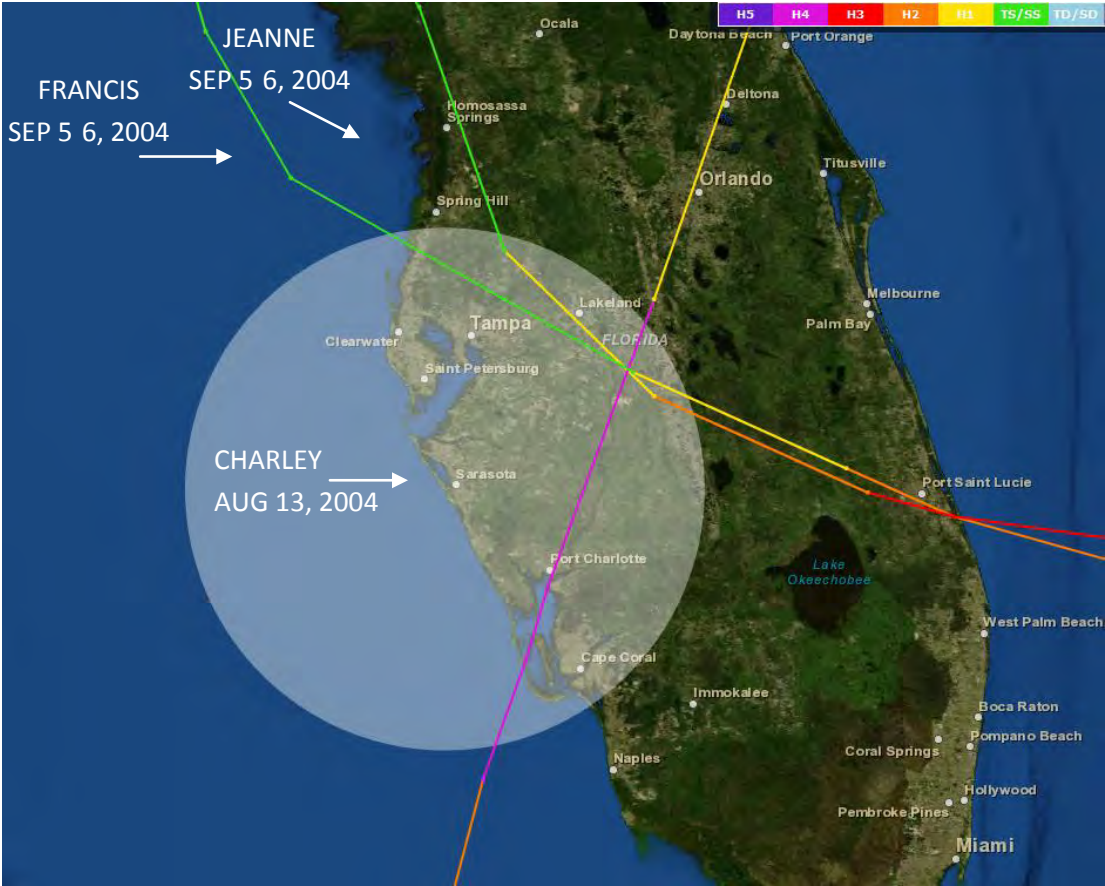 H5 H4 H3 H2 H1 TS/SS TD/SD
Ocala
Daytona Beach
Port Orange
JEANNE
SEP 5 6, 2004
FRANCIS
SEP 5 6, 2004
Homosassa
Springs
Deltona
Titusville
Orlando
Spring Hill
Melbourne
Palm Bay
Lakeland
Tampa
FLORIDA
Clearwater
Saint Petersburg
CHARLEY
AUG 13, 2004
Sarasota
Port Saint Lucie
Port Charlotte
Lake
Okeechobee
West Palm Beach
Cape Coral
Immokalee
Boca Raton
Coral Springs
Pompano Beach
Naples
Hollywood
Pembroke Pines
Miami